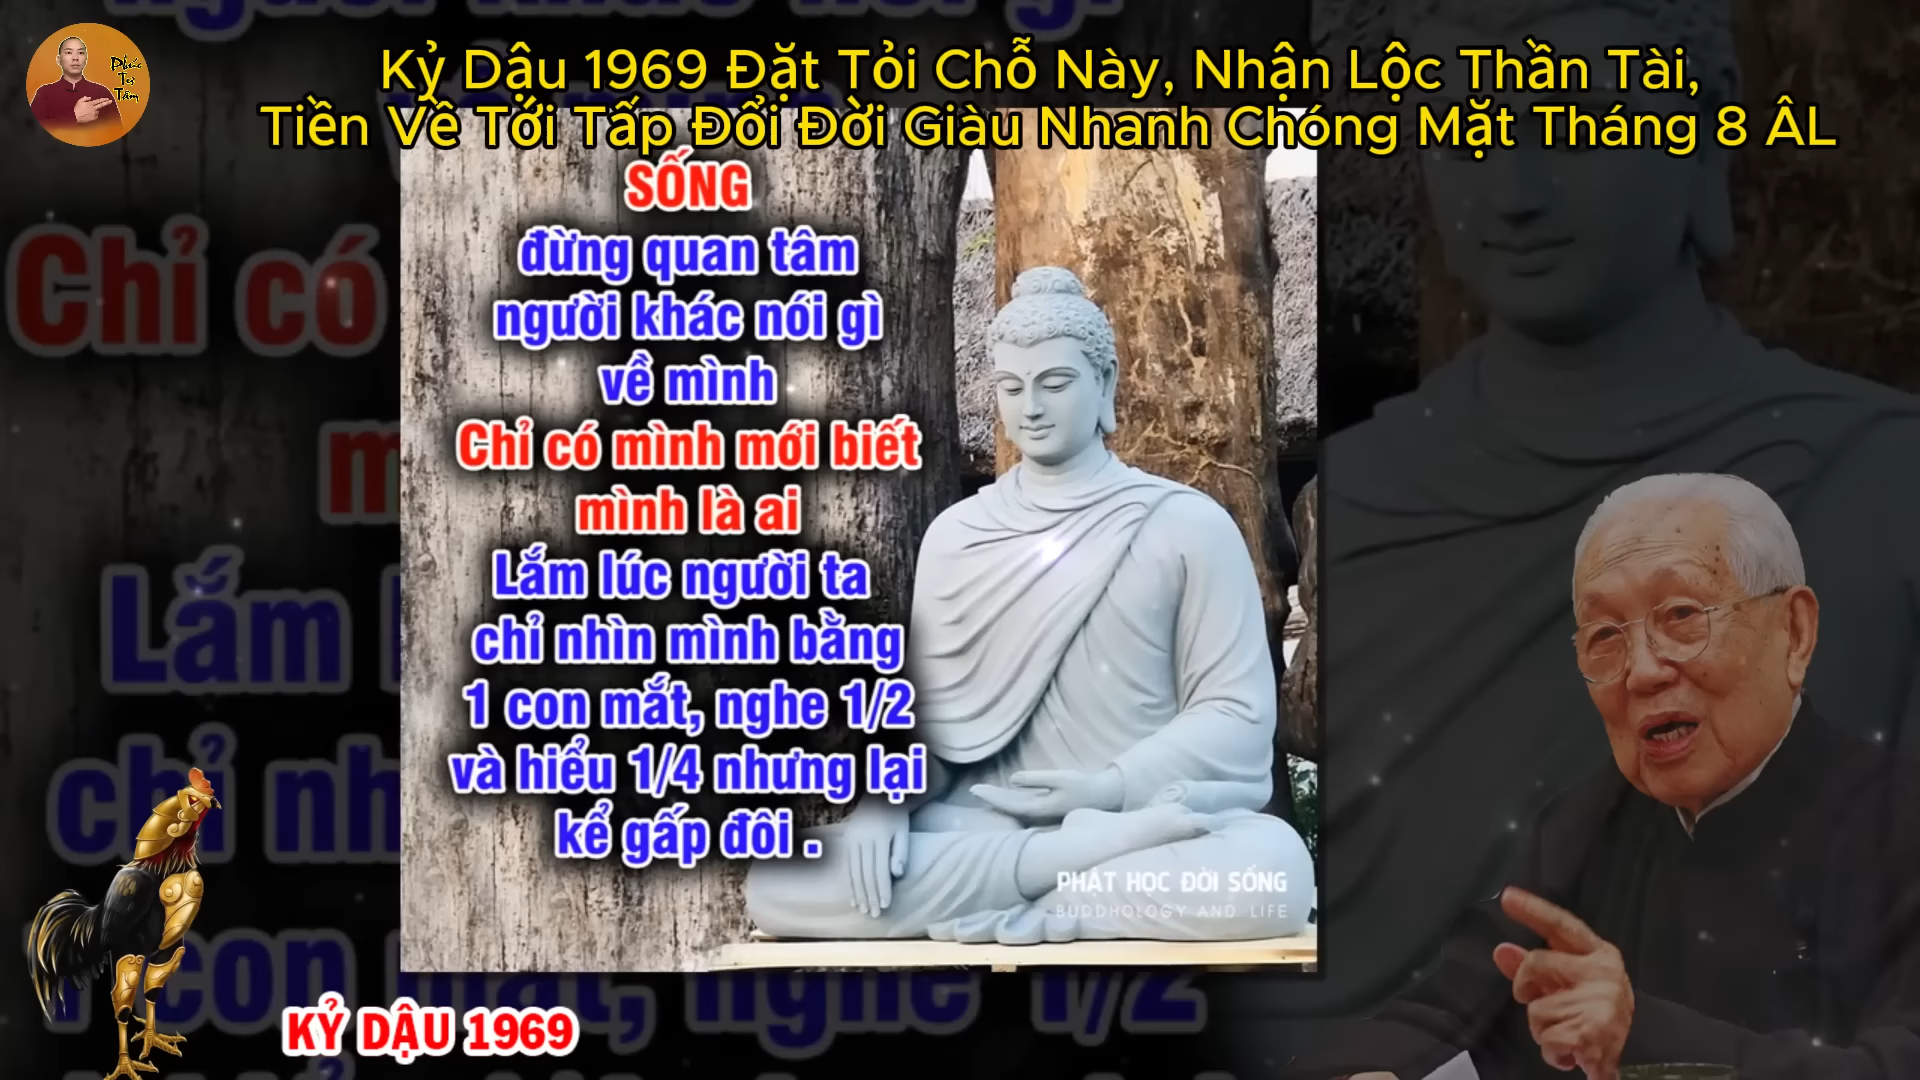 Phúc
Tư
Tâm
Kỷ Dậu 1969 Đặt Tỏi Chỗ Này, Nhận Lộc Thần Tài,
Tiền Về Tới Tấp Đổi Đời Giàu Nhanh Chóng Mặt Tháng 8 ÂL
SỐNG
đừng quan tâm
người khác nói gì
về mình
Chỉ có mình mới biết
mình là ai
Lắm lúc người ta
chỉ nhìn mình bằng
1 con mắt, nghe 1/2
và hiểu 1/4 nhưng lại
kể gấp đôi .
PHẬT HỌC ĐỜI SỐNG
BUDDHOLOGY AND LIFE
KỶ DẬU 1969